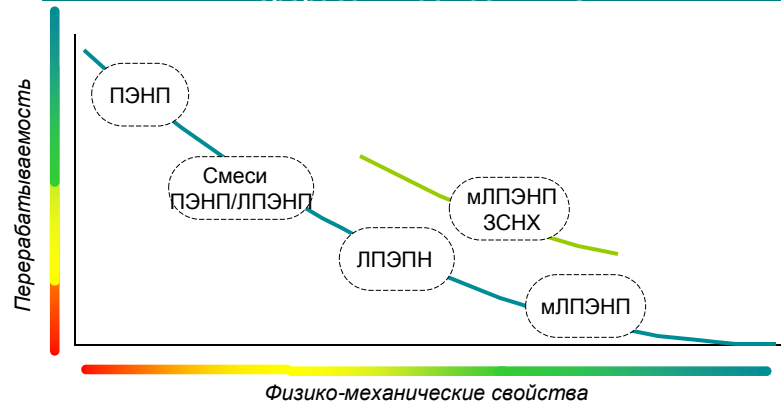 Перерабатываемость
ПЭНП
Смеси
ПЭНП/ЛПЭНП
мЛПЭНП
ЗСНХ
ЛПЭПН
мЛПЭНП
Физико-механические свойства